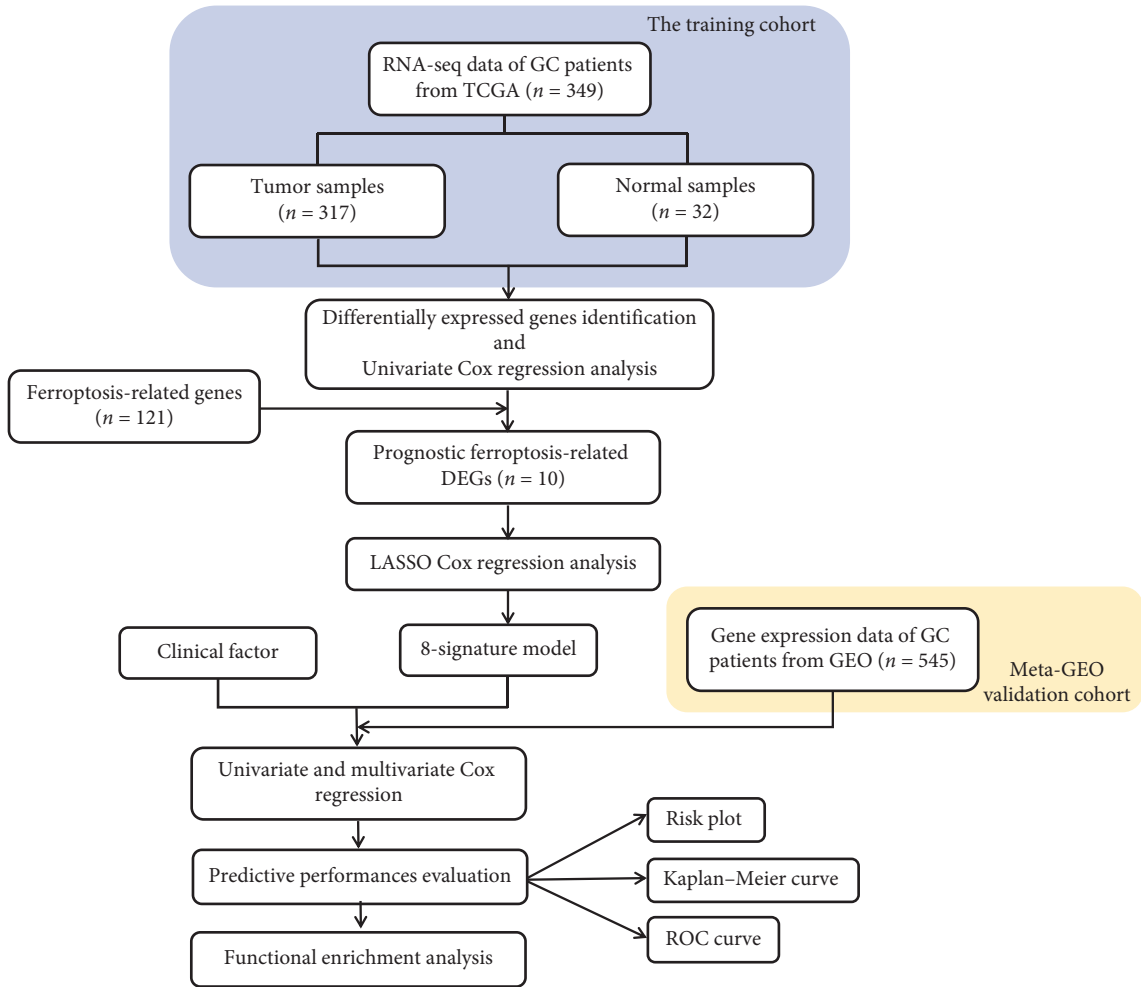 The training cohort
RNA-seq data of GC patients
from TCGA (n = 349)
Tumor samples
(n = 317)
Normal samples
(n = 32)
Differentially expressed genes identification
and
Univariate Cox regression analysis
Ferroptosis-related genes
(n = 121)
Prognostic ferroptosis-related
DEGs (n = 10)
LASSO Cox regression analysis
Clinical factor
8-signature model
Gene expression data of GC
patients from GEO (n = 545)
Meta-GEO
validation cohort
Univariate and multivariate Cox
regression
Predictive performances evaluation
Risk plot
Kaplan–Meier curve
ROC curve
Functional enrichment analysis